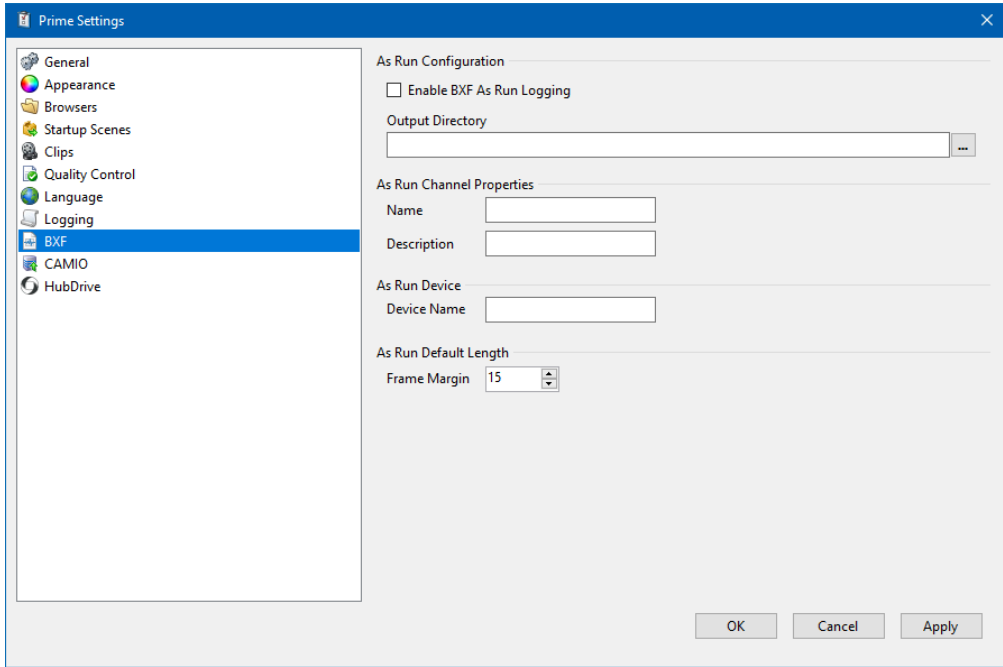 Prime Settings
General
Appearance
Browsers
Startup Scenes
Clips
Quality Control
Language
Logging
BXF
CAMIO
HubDrive
As Run Configuration
Enable BXF As Run Logging
Output Directory
...
As Run Channel Properties
Name
Description
As Run Device
Device Name
As Run Default Length
Frame Margin 15
OK Cancel Apply